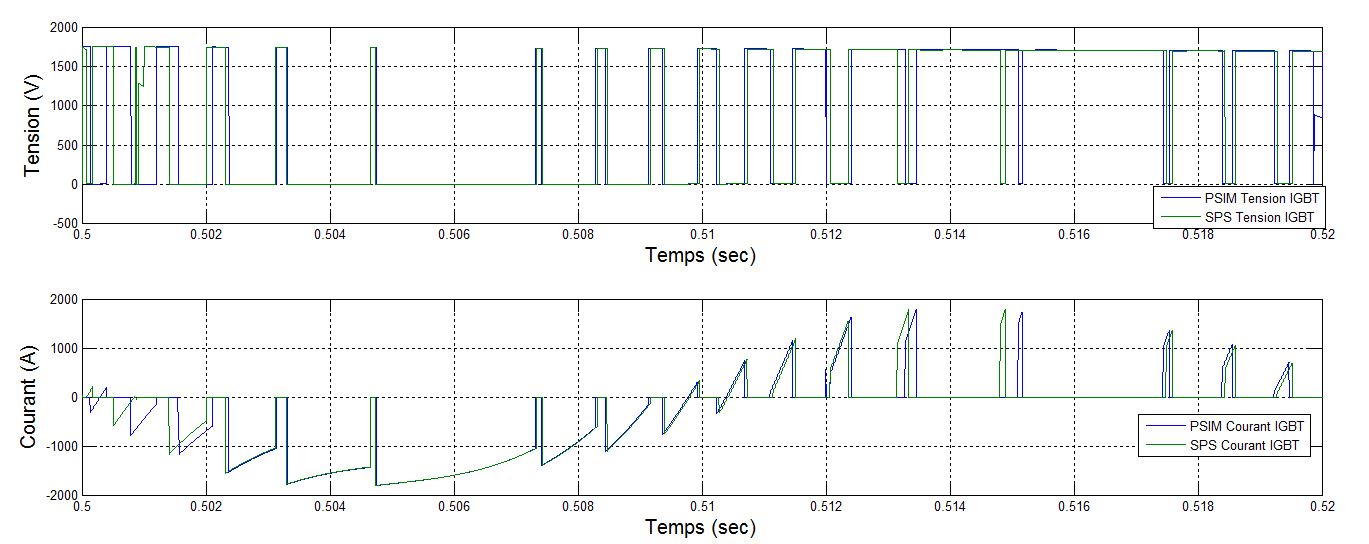 2000
1500
1000
500
0
-500
Tension (V)
0.5 0.502 0.504 0.506 0.508 0.51 0.512 0.514 0.516 0.518 0.52
Temps (sec)
PSIM Tension IGBT
SPS Tension IGBT
2000
1000
0
-1000
-2000
Courant (A)
0.5 0.502 0.504 0.506 0.508 0.51 0.512 0.514 0.516 0.518 0.52
Temps (sec)
PSIM Courant IGBT
SPS Courant IGBT